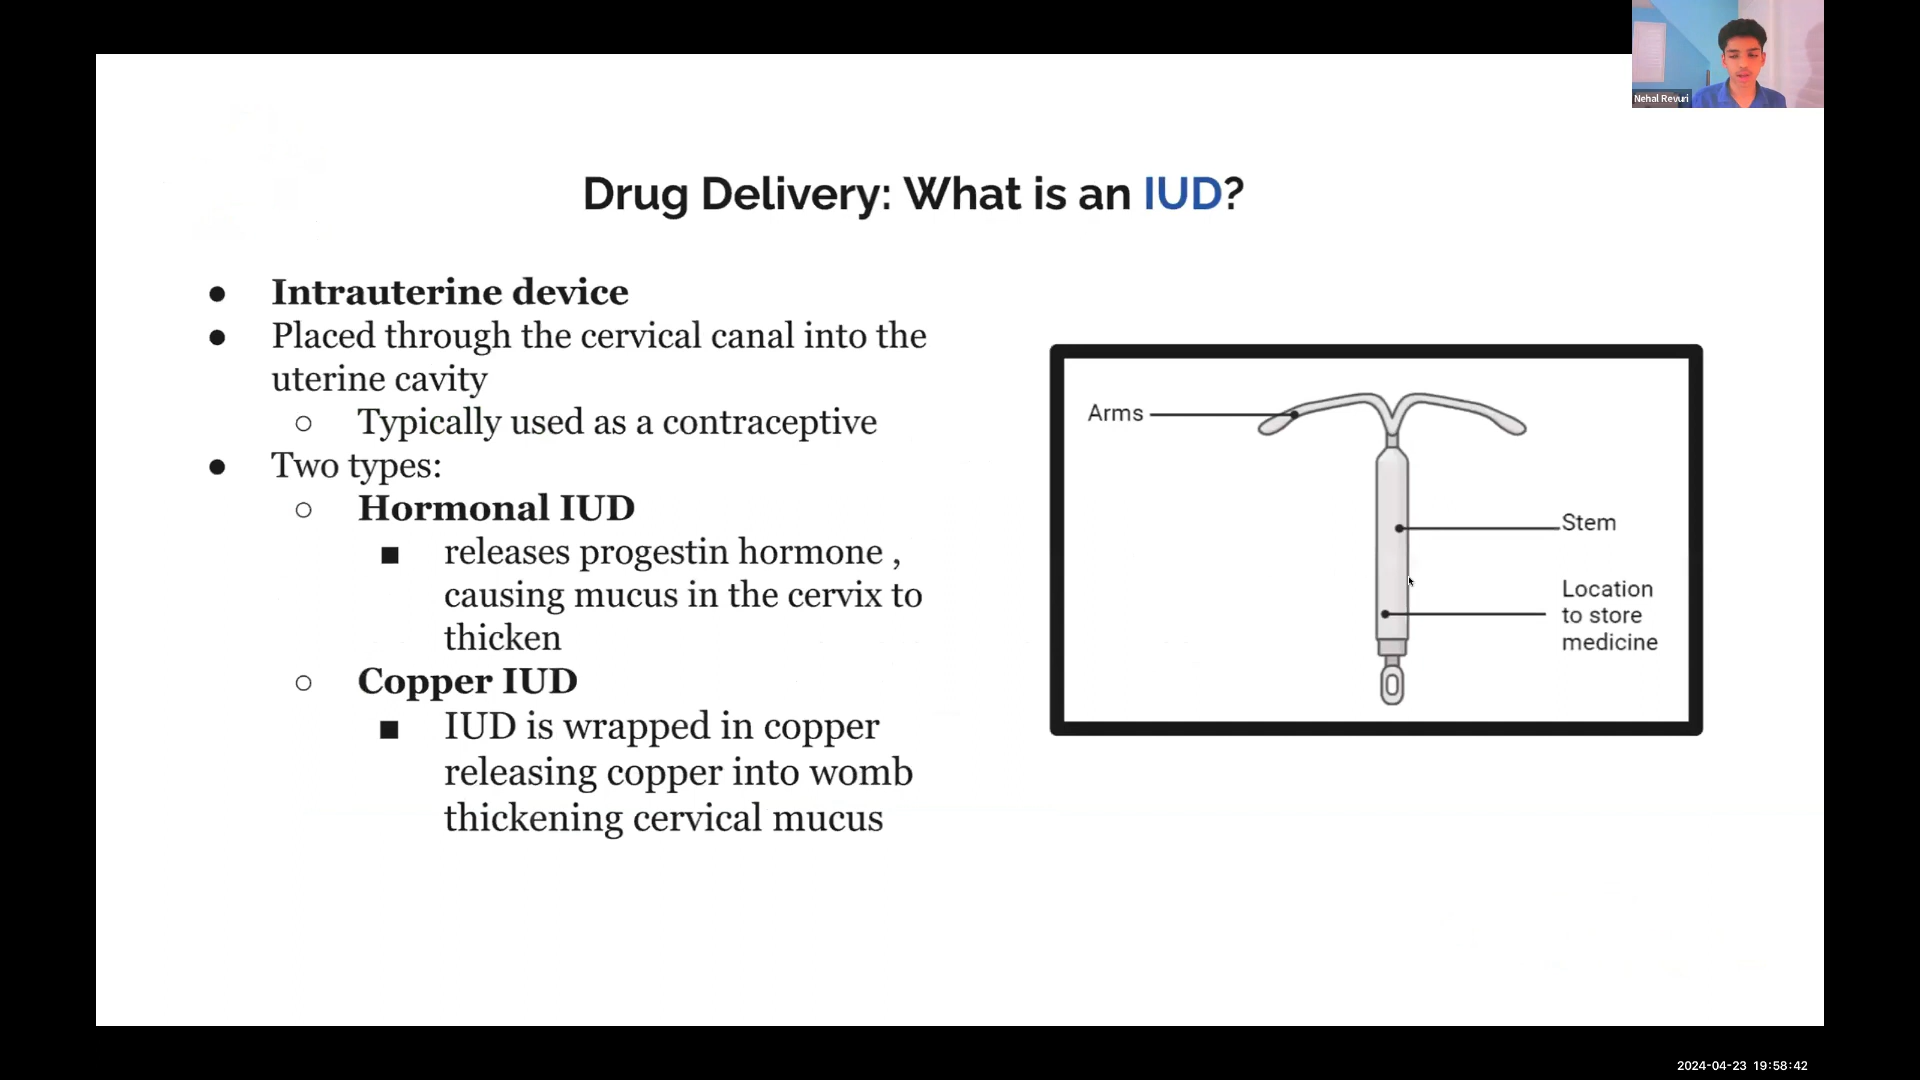 Nehal Revuri
Drug Delivery: What is an IUD?
● Intrauterine device
● Placed through the cervical canal into the
uterine cavity
○ Typically used as a contraceptive
● Two types:
○ Hormonal IUD
■ releases progestin hormone ,
causing mucus in the cervix to
thicken
○ Copper IUD
■ IUD is wrapped in copper
releasing copper into womb
thickening cervical mucus
Arms
Stem
Location
to store
medicine
2024-04-23 19:58:42